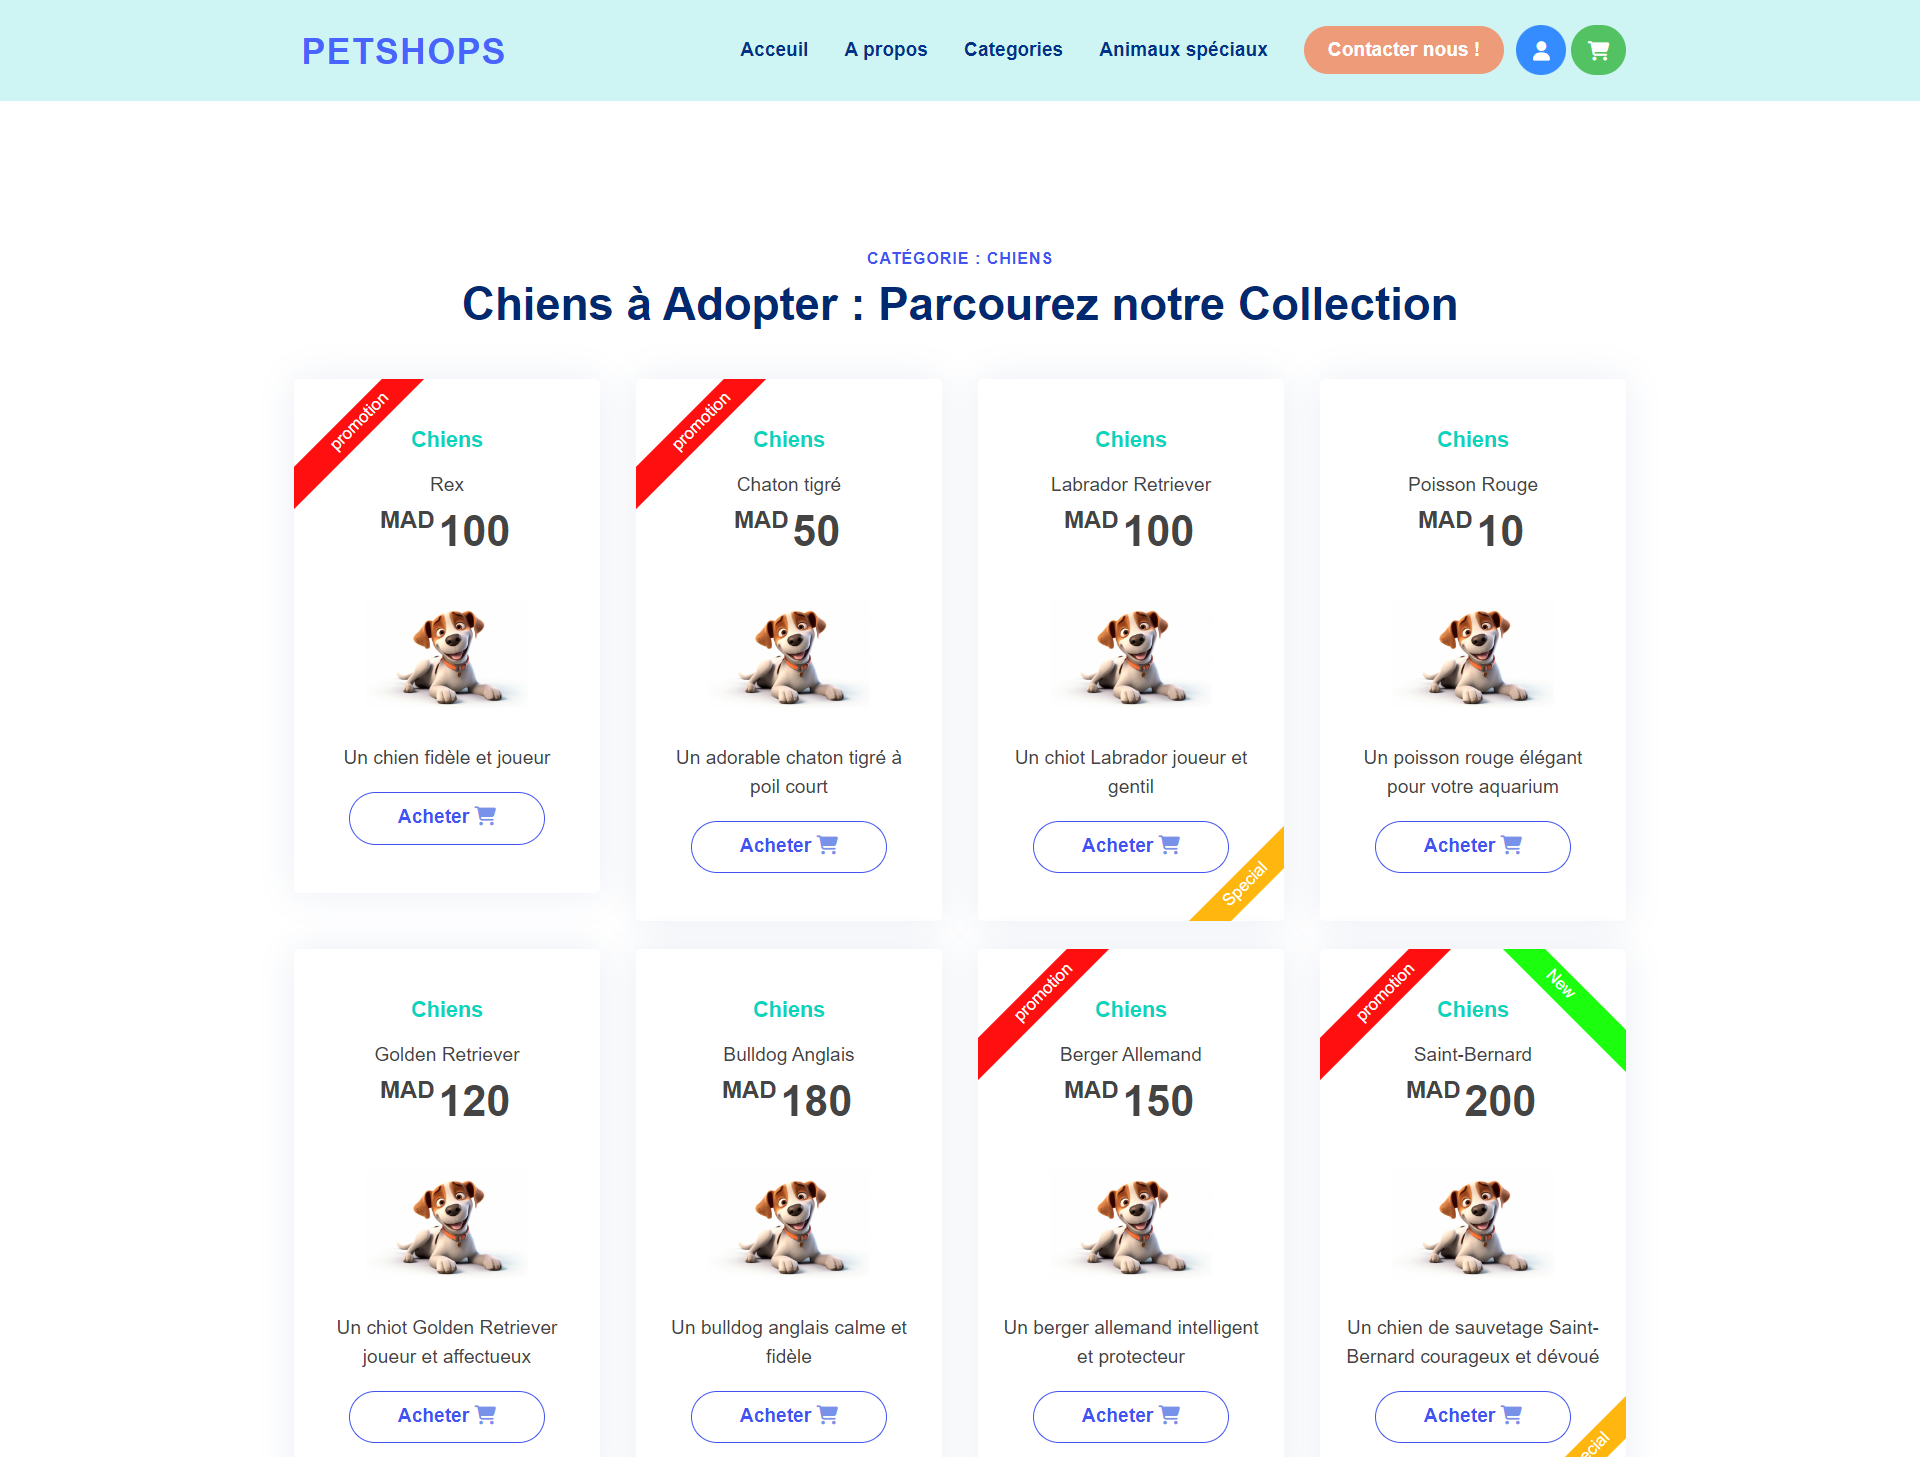 PETSHOPS
Acceuil
A propos
Categories
Animaux spéciaux
Contacter nous !
CATÉGORIE : CHIENS
Chiens à Adopter : Parcourez notre Collection
promotion
Chiens
Rex
MAD 100
Un chien fidèle et joueur
Acheter
promotion
Chiens
Chaton tigré
MAD 50
Un adorable chaton tigré à
poil court
Acheter
Chiens
Labrador Retriever
MAD 100
Un chiot Labrador joueur et
gentil
Acheter
Special
Chiens
Poisson Rouge
MAD 10
Un poisson rouge élégant
pour votre aquarium
Acheter
Chiens
Golden Retriever
MAD 120
Un chiot Golden Retriever
joueur et affectueux
Acheter
Chiens
Bulldog Anglais
MAD 180
Un bulldog anglais calme et
fidèle
Acheter
promotion
Chiens
Berger Allemand
MAD 150
Un berger allemand intelligent
et protecteur
Acheter
promotion
New
Chiens
Saint-Bernard
MAD 200
Un chien de sauvetage Saint-
Bernard courageux et dévoué
Acheter
ecial